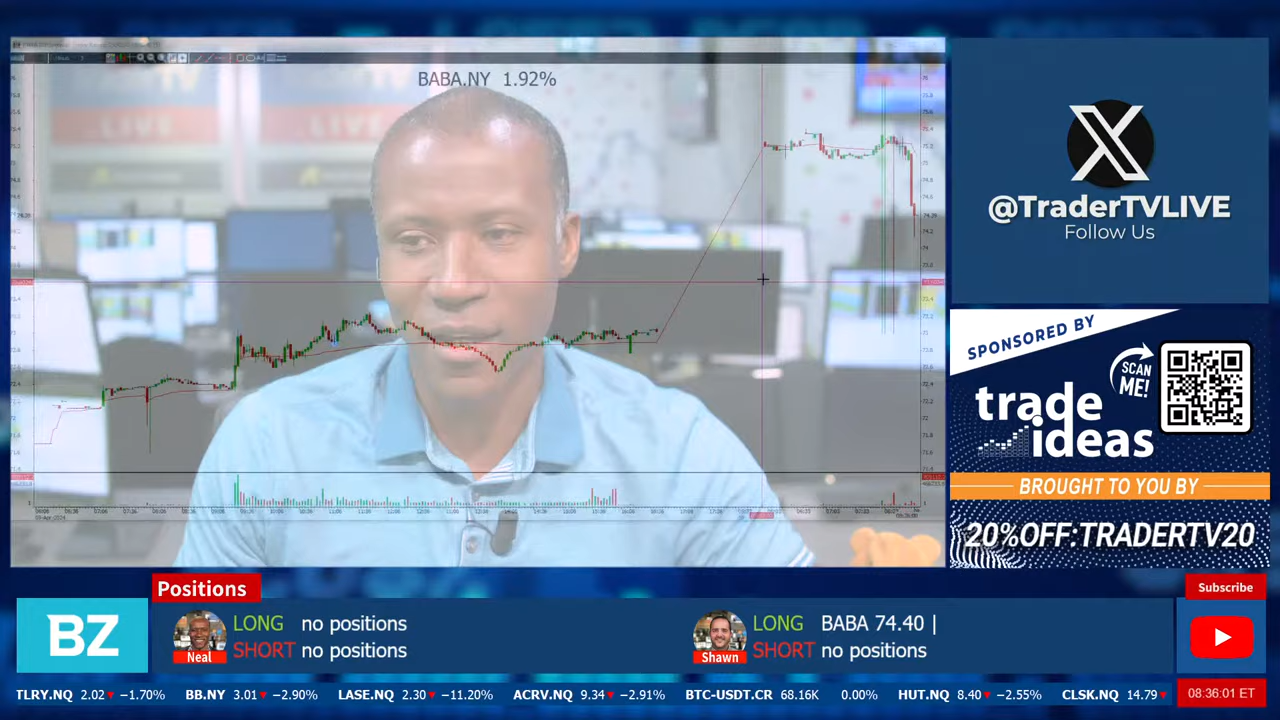 BABA.NY 1.92%
LIVE
LIVE
@TraderTVLIVE
Follow Us
SPONSORED BY
SCAN
ME!
trade
ideas
BROUGHT TO YOU BY
20%OFF:TRADERTV20
Positions
Subscribe
BZ
Neal
LONG no positions
SHORT no positions
Shawn
LONG BABA 74.40 |
SHORT no positions
TLRY.NQ 2.02▼ −1.70% BB.NY 3.01▼ −2.90% LASE.NQ 2.30▼ −11.20% ACRV.NQ 9.34▼ −2.91% BTC-USDT.CR 68.16K 0.00% HUT.NQ 8.40▼ −2.55% CLSK.NQ 14.79▼
08:36:01 ET